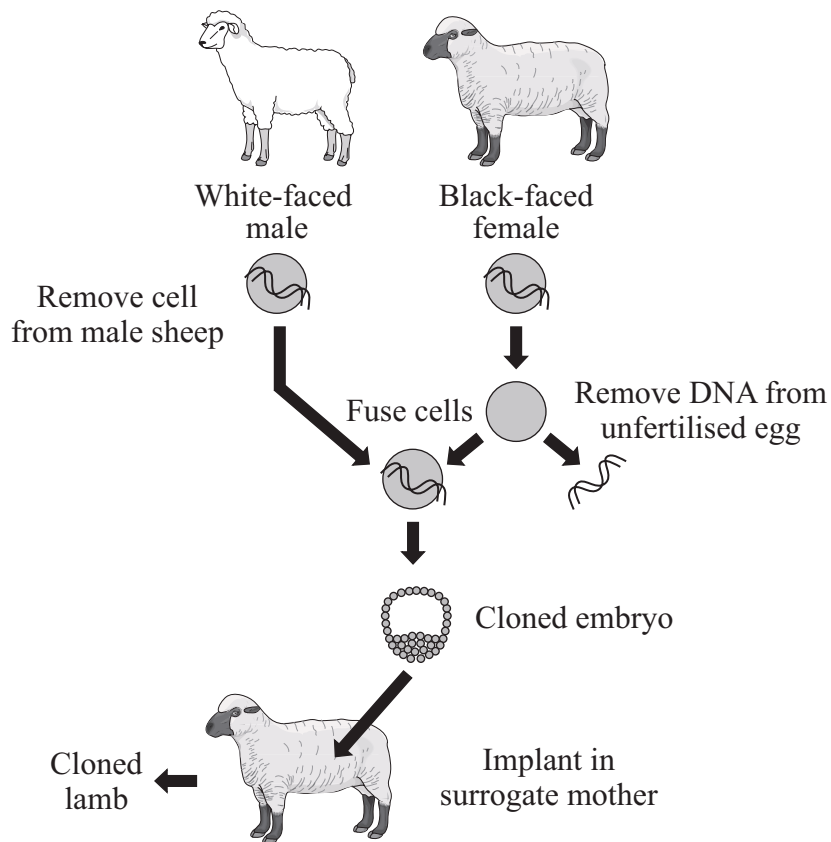 White-faced
male
Black-faced
female
Remove cell
from male sheep
Fuse cells
Remove DNA from
unfertilised egg
Cloned embryo
Cloned
lamb
Implant in
surrogate mother